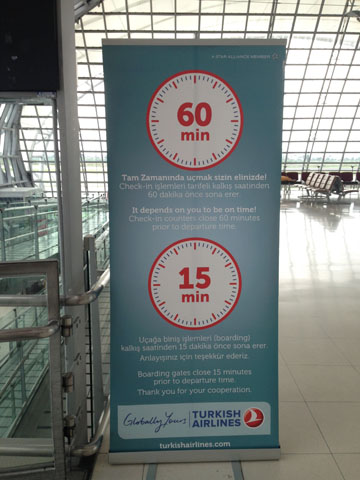 A STAR ALLIANCE MEMBER
60
min
Tam Zamanında uçmak sizin elinizde!
Check-in işlemleri tarifeli kalkış saatinden
60 dakika önce sona erer.
It depends on you to be on time!
Check-in counters close 60 minutes
prior to departure time.
15
min
Uçağa biniş işlemleri (boarding)
kalkış saatinden 15 dakika önce sona erer.
Anlayışınız için teşekkür ederiz.
Boarding gates close 15 minutes
prior to departure time.
Thank you for your cooperation.
Globally Yours
TURKISH
AIRLINES
turkishairlines.com